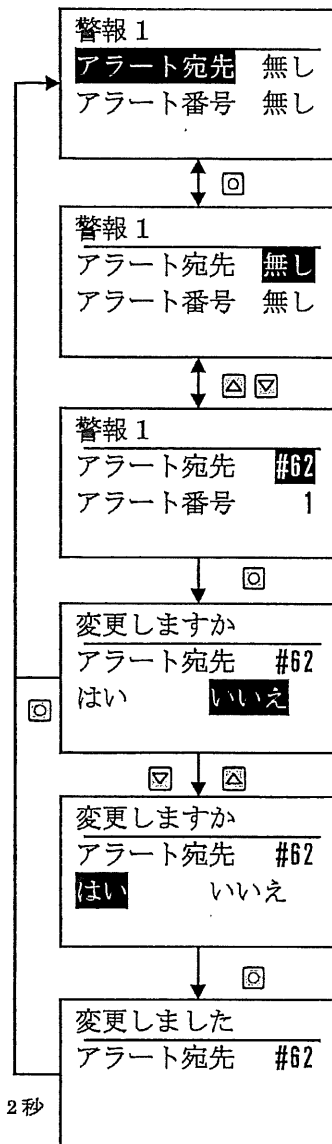 警報1
アラート宛先 無し
アラート番号 無し
警報1
アラート宛先 無し
アラート番号 無し
警報1
アラート宛先 #62
アラート番号 1
変更しますか
アラート宛先 #62
はい いいえ
変更しますか
アラート宛先 #62
はい いいえ
変更しました
アラート宛先 #62
2秒